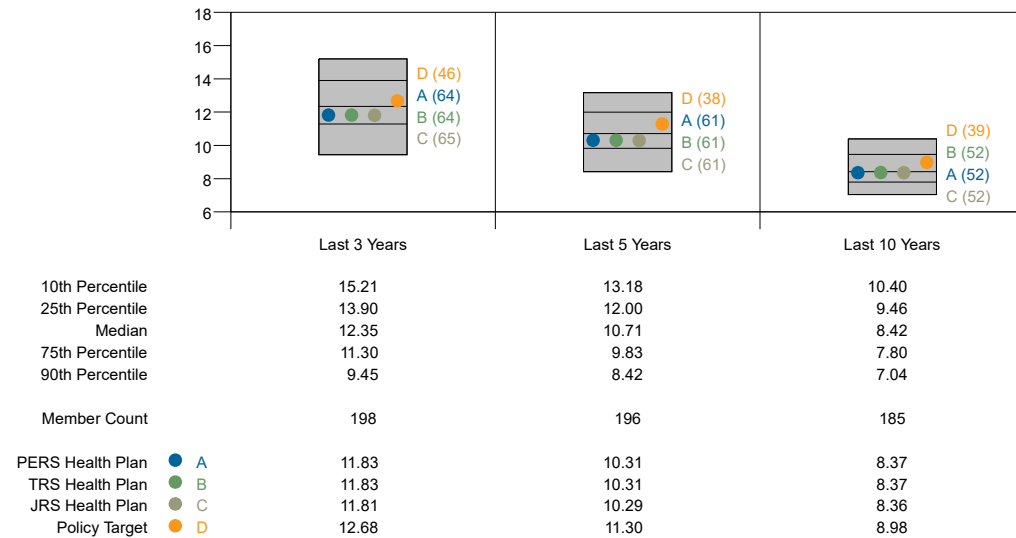 18
16
14
12
10
8
6
D (46)
A (64)
B (64)
C (65)
D (38)
A (61)
B (61)
C (61)
D (39)
B (52)
A (52)
C (52)
Last 3 Years Last 5 Years Last 10 Years
10th Percentile 15.21 13.18 10.40
25th Percentile 13.90 12.00 9.46
Median 12.35 10.71 8.42
75th Percentile 11.30 9.83 7.80
90th Percentile 9.45 8.42 7.04
Member Count 198 196 185
PERS Health Plan A 11.83 10.31 8.37
TRS Health Plan B 11.83 10.31 8.37
JRS Health Plan C 11.81 10.29 8.36
Policy Target D 12.68 11.30 8.98